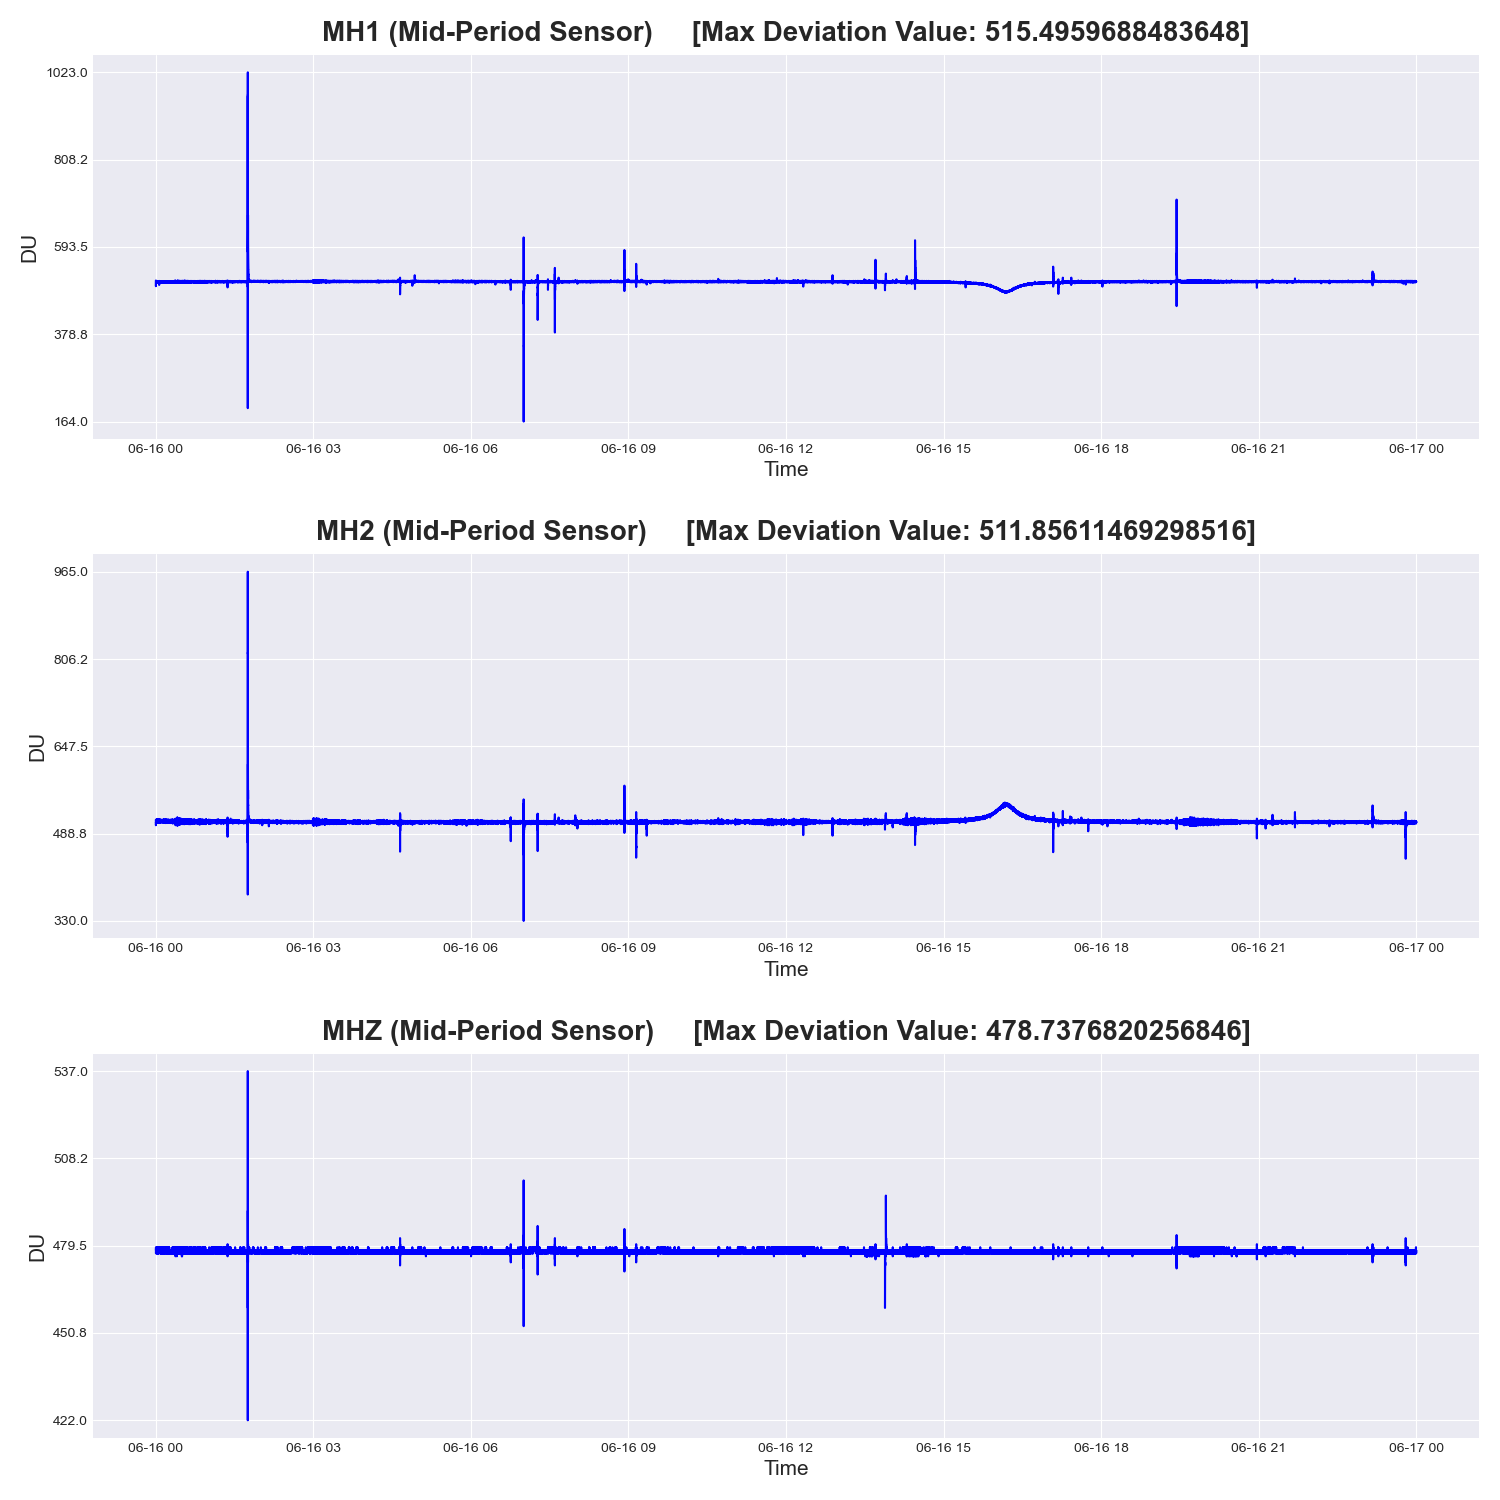 MH1 (Mid-Period Sensor) [Max Deviation Value: 515.4959688483648]
1023.0
808.2
593.5
378.8
164.0
DU
06-16 00 06-16 03 06-16 06 06-16 09 06-16 12 06-16 15 06-16 18 06-16 21 06-17 00
Time
MH2 (Mid-Period Sensor) [Max Deviation Value: 511.85611469298516]
965.0
806.2
647.5
488.8
330.0
DU
06-16 00 06-16 03 06-16 06 06-16 09 06-16 12 06-16 15 06-16 18 06-16 21 06-17 00
Time
MHZ (Mid-Period Sensor) [Max Deviation Value: 478.7376820256846]
537.0
508.2
479.5
450.8
422.0
DU
06-16 00 06-16 03 06-16 06 06-16 09 06-16 12 06-16 15 06-16 18 06-16 21 06-17 00
Time